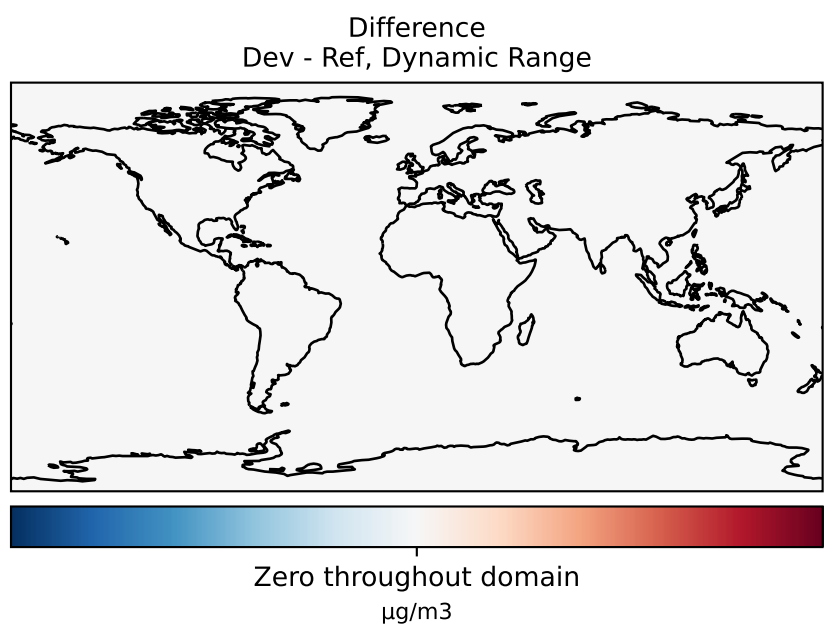 Difference
Dev - Ref, Dynamic Range
Zero throughout domain
μg/m3